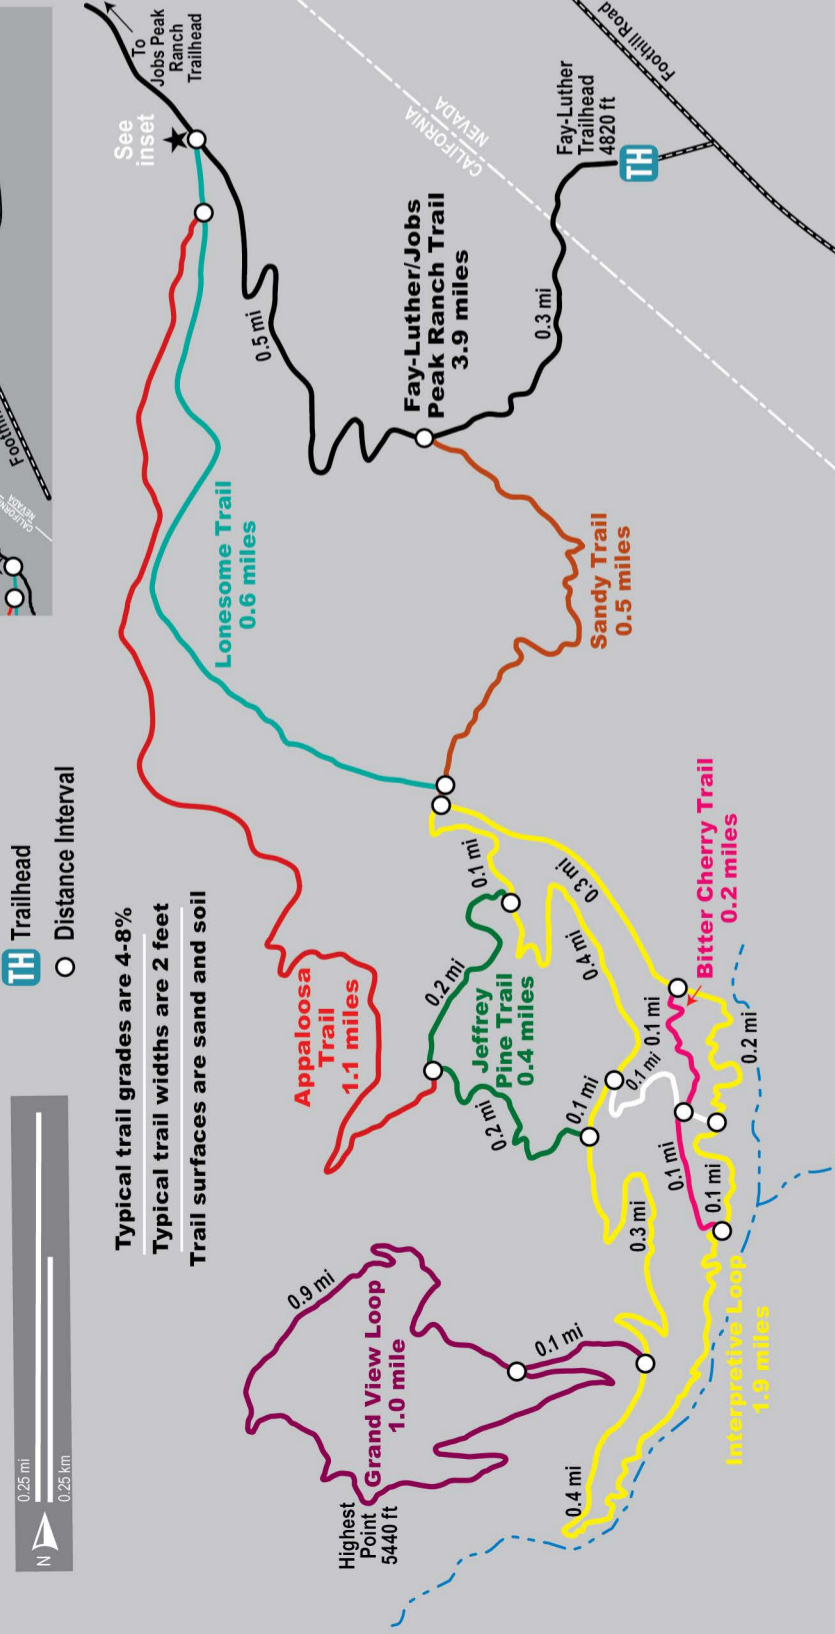 N
0.25 mi
0.25 km
TH Trailhead
Distance Interval
Typical trail grades are 4-8%
Typical trail widths are 2 feet
Trail surfaces are sand and soil
CALIFORNIA
NEVADA
To
Jobs Peak
Ranch
Trailhead
See
inset
0.5 mi
Fay-Luther/Jobs
Peak Ranch Trail
3.9 miles
CALIFORNIA
NEVADA
Foothill Road
Fay-Luther
Trailhead
4820 ft
TH
0.3 mi
Lonesome Trail
0.6 miles
Sandy Trail
0.5 miles
Appaloosa
Trail
1.1 miles
0.1 mi
0.3 mi
0.4 mi
0.2 mi
Jeffrey
Pine Trail
0.4 miles
0.2 mi
0.1 mi
0.1 mi
0.1 mi
Bitter Cherry Trail
0.2 miles
0.2 mi
0.1 mi
0.1 mi
0.3 mi
0.9 mi
Grand View Loop
1.0 mile
0.1 mi
Highest
Point
5440 ft
0.4 mi
Interpretive Loop
1.9 miles